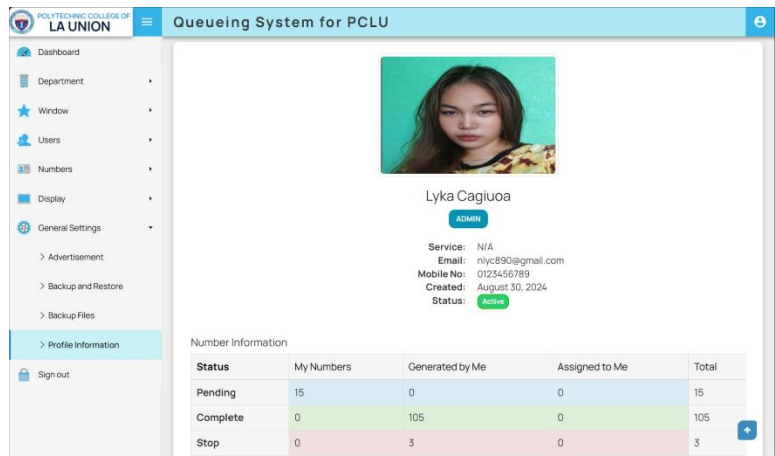 POLYTECHNIC COLLEGE OF
LA UNION
Queueing System for PCLU
Dashboard
Department
Window
Users
Numbers
Display
General Settings
> Advertisement
> Backup and Restore
> Backup Files
> Profile Information
Sign out
Lyka Cagiuoa
ADMIN
Service: N/A
Email: nlyc890@gmail.com
Mobile No: 0123456789
Created: August 30, 2024
Status: Active
Number Information
Status My Numbers Generated by Me Assigned to Me Total
Pending 15 0 0 15
Complete 0 105 0 105
Stop 0 3 0 3